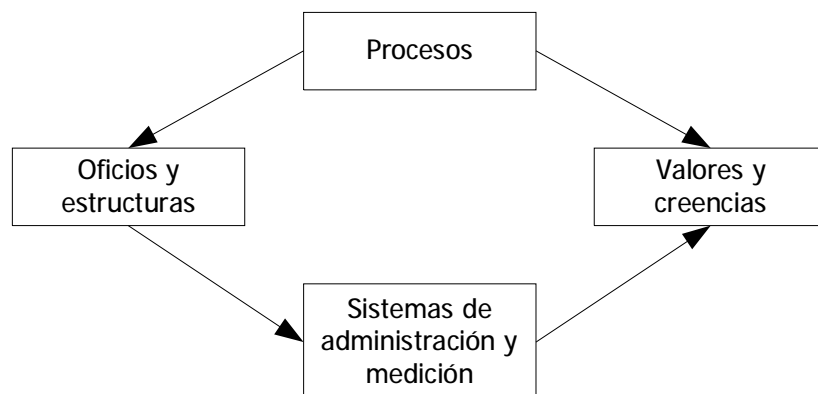 Procesos
Oficios y
estructuras
Valores y
creencias
Sistemas de
administración y
medición